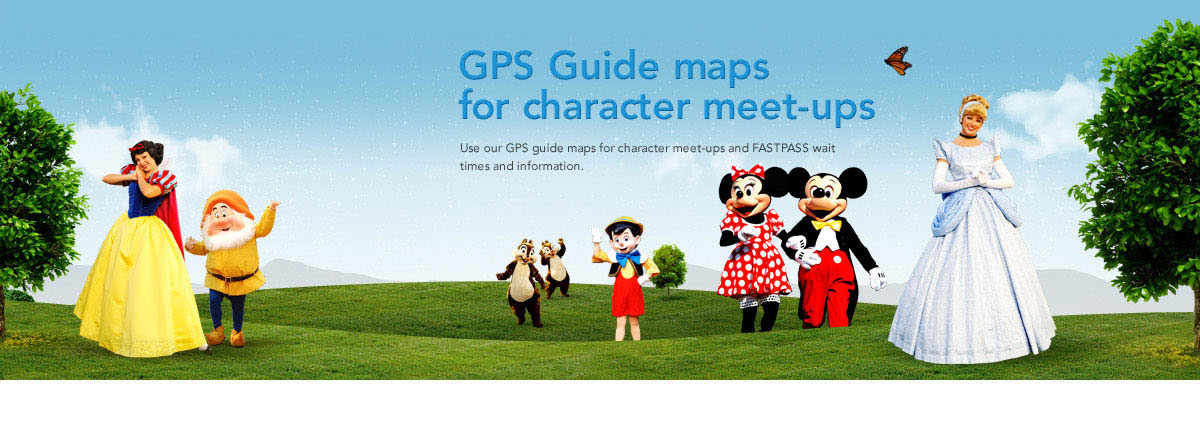 GPS Guide maps
for character meet-ups
Use our GPS guide maps for character meet-ups and FASTPASS wait
times and information.